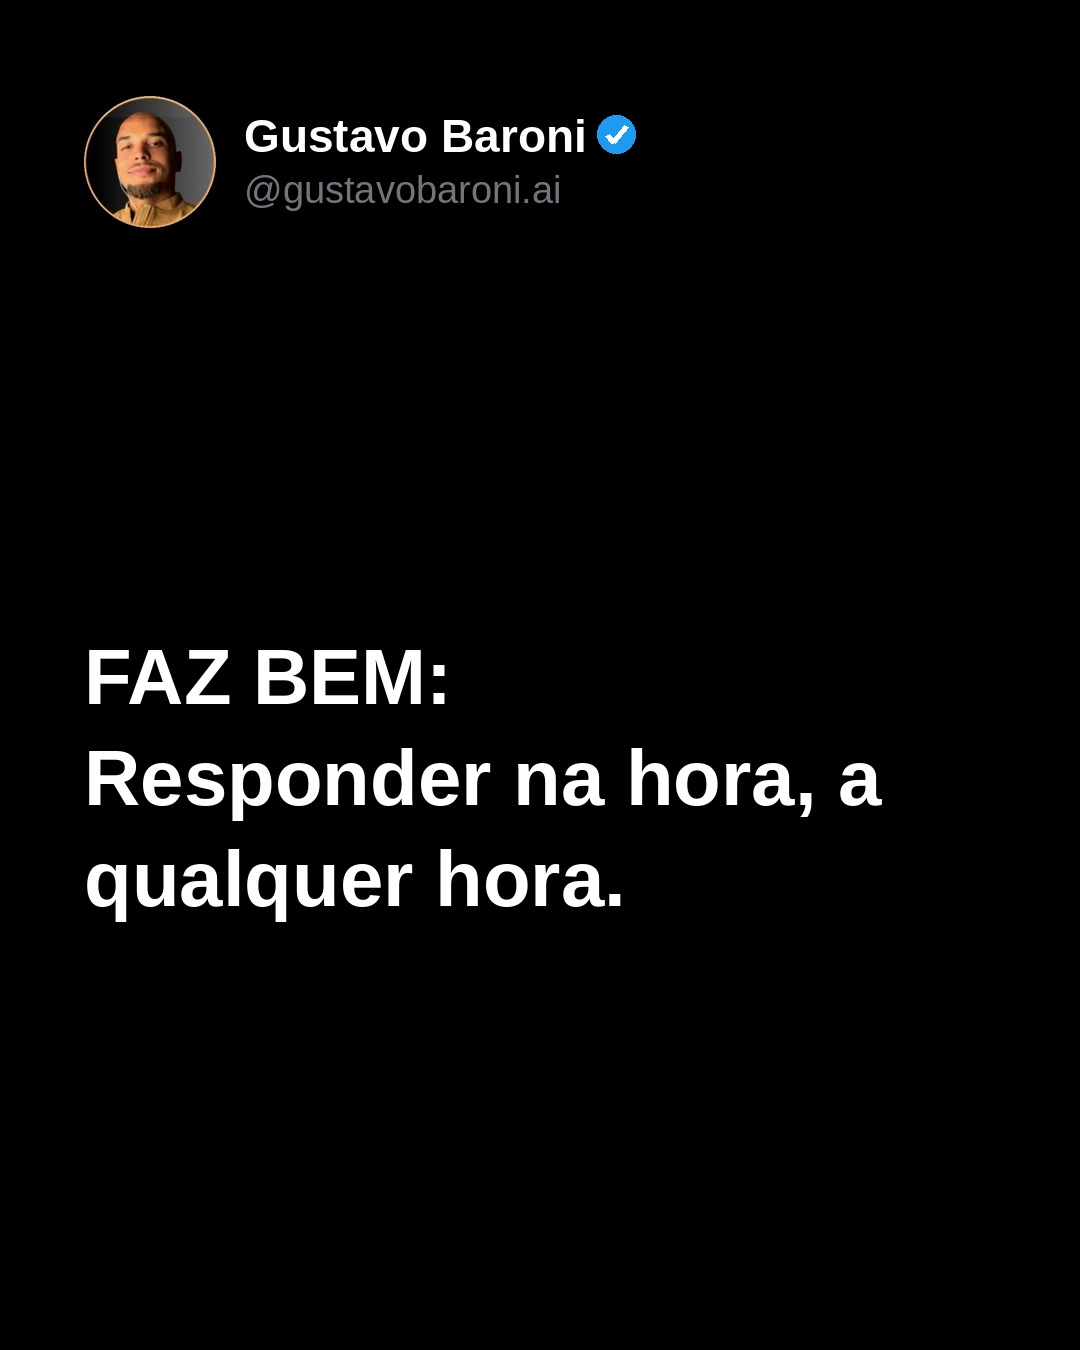 Gustavo Baroni
@gustavobaroni.ai
FAZ BEM:
Responder na hora, a
qualquer hora.